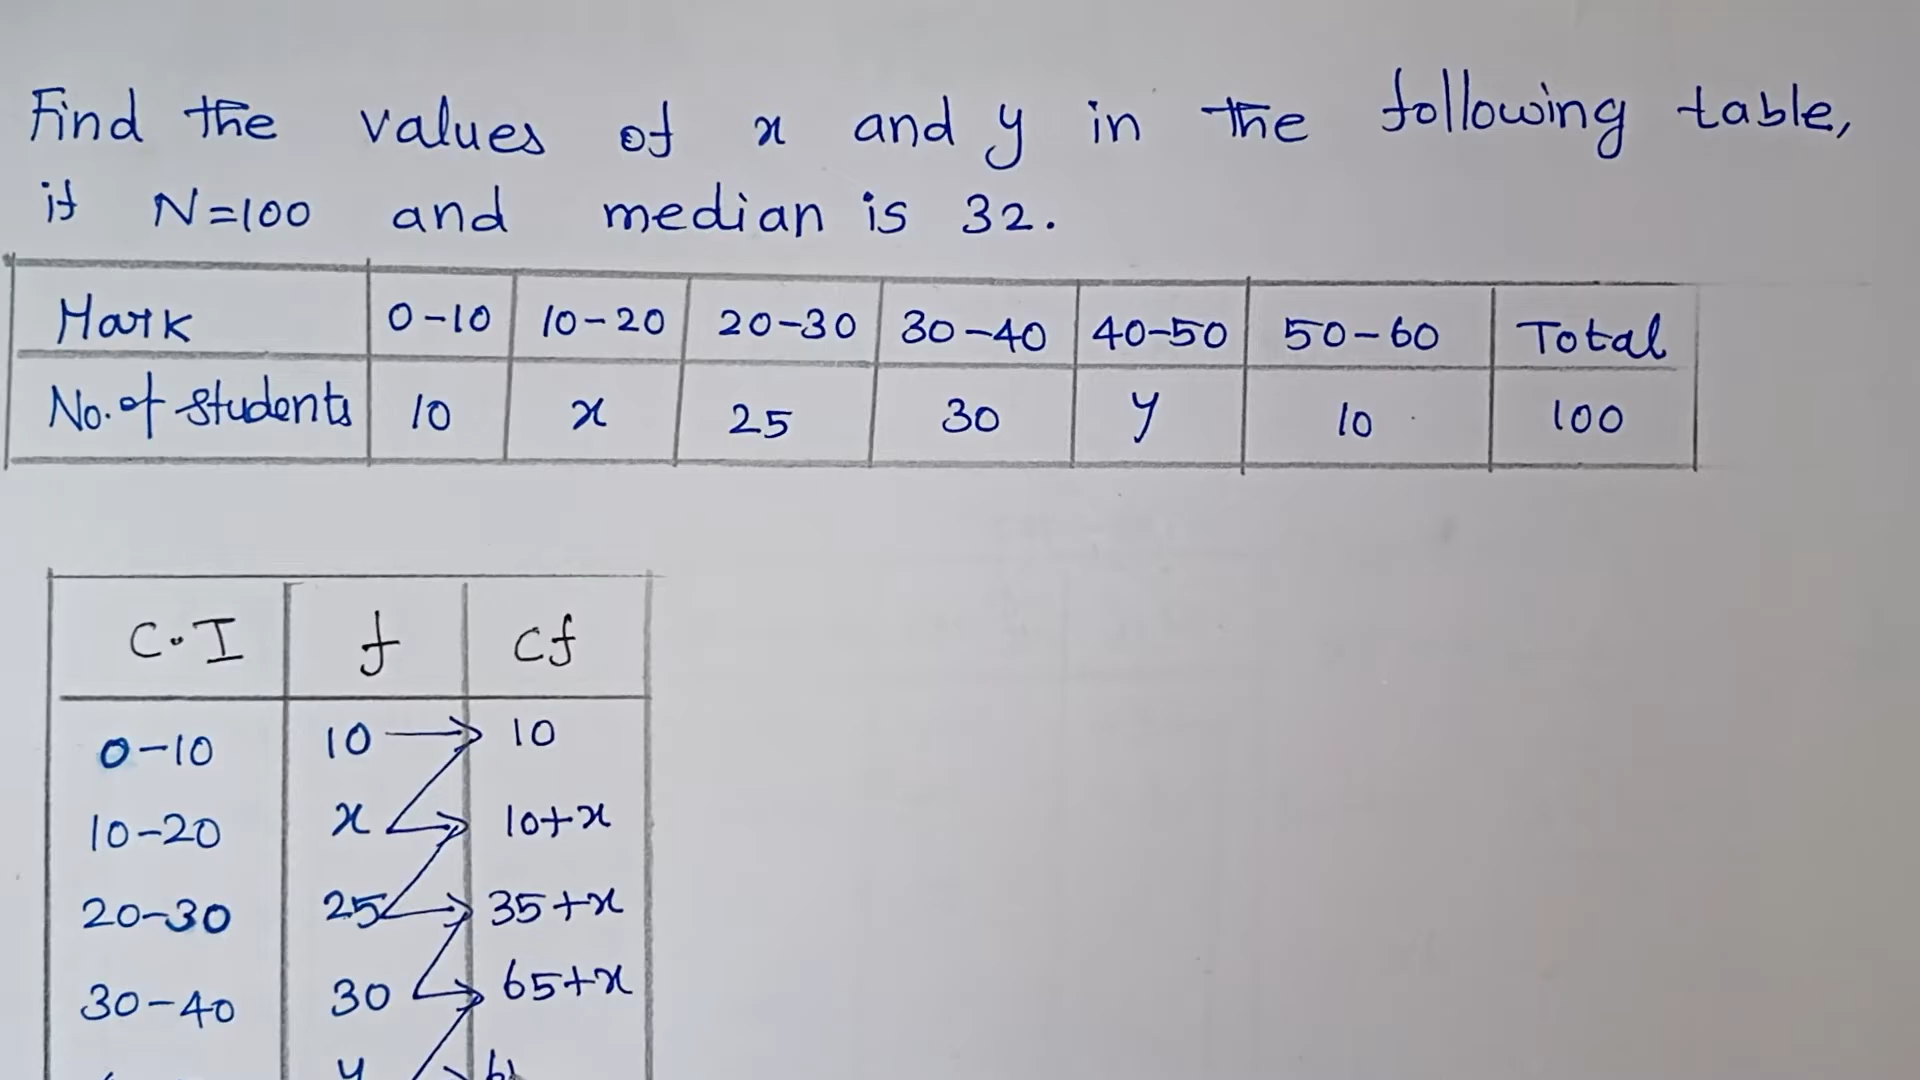 Find the values of x and y in the following table,
if N=100 and median is 32.
Mark 0-10 10-20 20-30 30-40 40-50 50-60 Total
No. of students 10 x 25 30 y 10 100
C.I f Cf
0-10 10 10
10-20 x 10+x
20-30 25 35+x
30-40 30 65+x
y